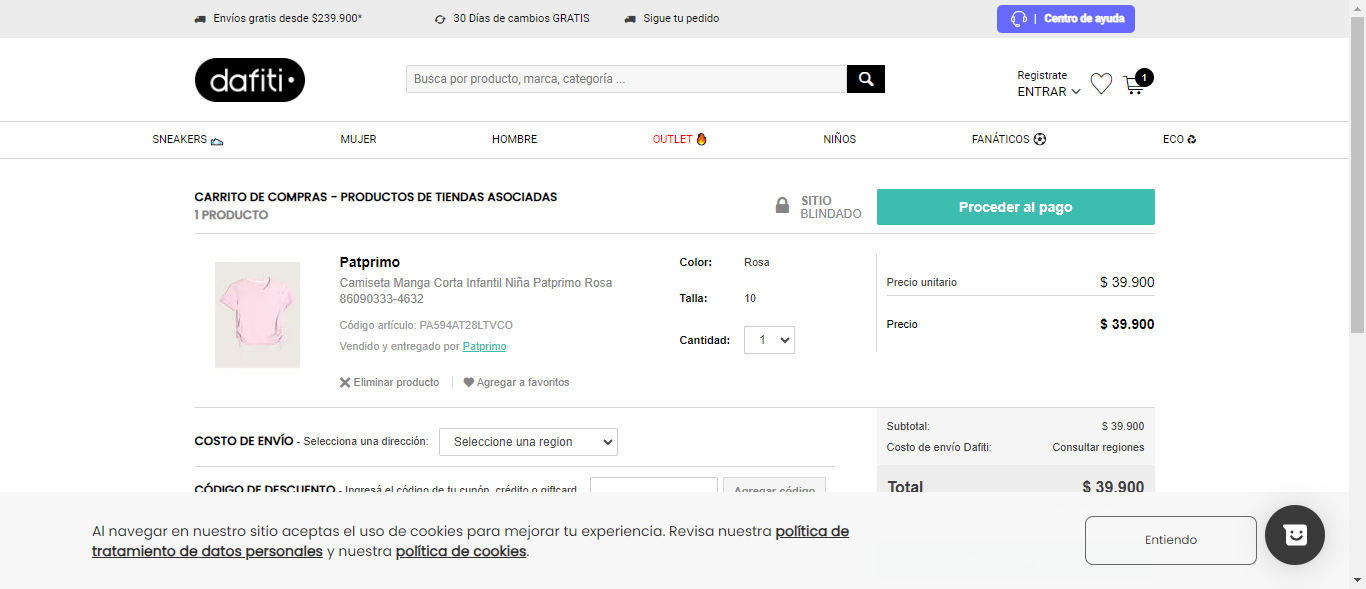 Envíos gratis desde $239.900*
30 Días de cambios GRATIS
Sigue tu pedido
| Centro de ayuda
dafiti
Busca por producto, marca, categoría ...
Registrate
ENTRAR
1
SNEAKERS
MUJER
HOMBRE
OUTLET
NIÑOS
FANÁTICOS
ECO
CARRITO DE COMPRAS - PRODUCTOS DE TIENDAS ASOCIADAS
1 PRODUCTO
SITIO
BLINDADO
Proceder al pago
Patprimo
Camiseta Manga Corta Infantil Niña Patprimo Rosa
86090333-4632
Código artículo: PA594AT28LTVCO
Vendido y entregado por Patprimo
Eliminar producto
Agregar a favoritos
Color: Rosa
Talla: 10
Cantidad: 1
Precio unitario $ 39.900
Precio $ 39.900
COSTO DE ENVÍO - Selecciona una dirección: Seleccione una region
Subtotal: $ 39.900
Costo de envío Dafiti: Consultar regiones
CÓDIGO DE DESCUENTO - Ingresá el código de tu cupón, crédito o giftcard Agregar código
Total $ 39.900
Al navegar en nuestro sitio aceptas el uso de cookies para mejorar tu experiencia. Revisa nuestra política de
tratamiento de datos personales y nuestra política de cookies.
Entiendo